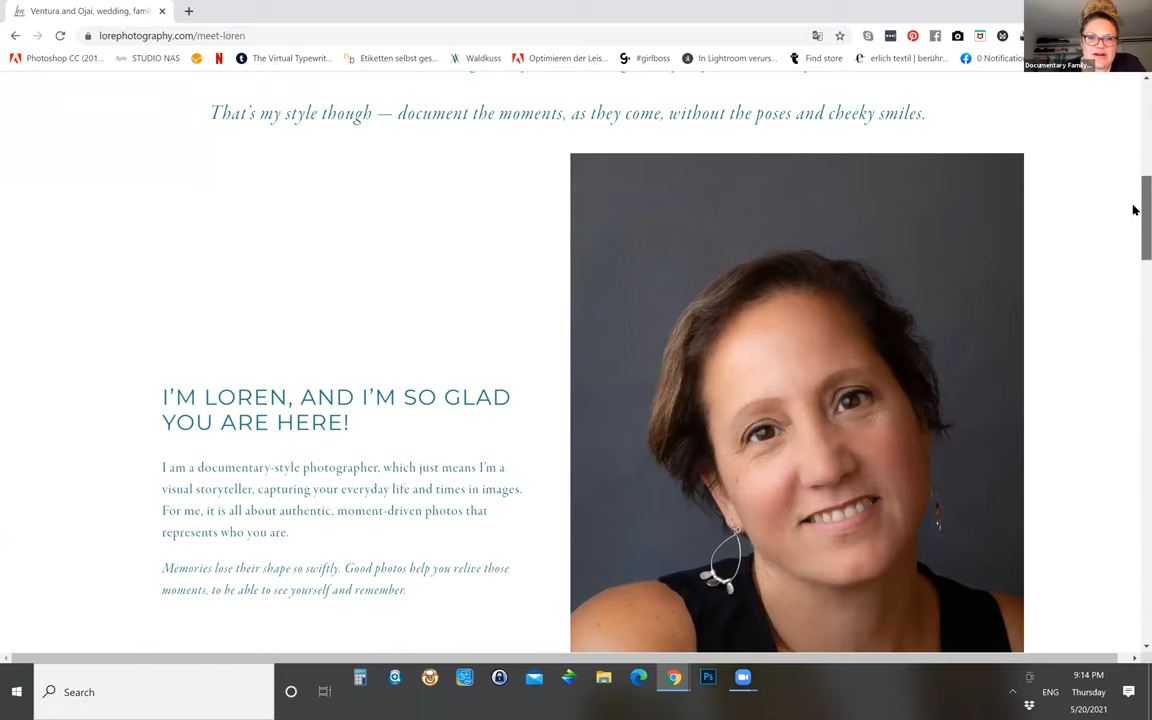 Ventura and Ojai, wedding, fami
lorephotography.com/meet-loren
Photoshop CC (201...
STUDIO NAS
The Virtual Typewrit...
Etiketten selbst ges...
Waldkuss
Optimieren der Leis...
#girlboss
In Lightroom verurs...
Find store
erlich textil | berühr...
0 Notificatio
Documentary Family...
That's my style though — document the moments, as they come, without the poses and cheeky smiles.
I'M LOREN, AND I'M SO GLAD
YOU ARE HERE!
I am a documentary-style photographer, which just means I'm a
visual storyteller, capturing your everyday life and times in images.
For me, it is all about authentic, moment-driven photos that
represents who you are.
Memories lose their shape so swiftly. Good photos help you relive those
moments, to be able to see yourself and remember.
Search
Ps
ENG
9:14 PM
Thursday
5/20/2021